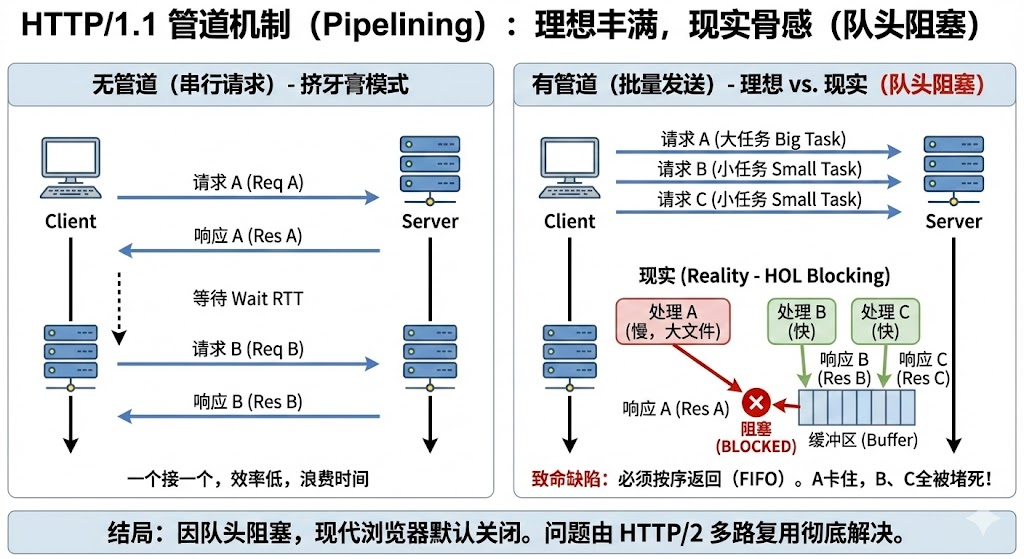 HTTP/1.1 管道机制（Pipelining）：理想丰满，现实骨感（队头阻塞）
无管道（串行请求）- 挤牙膏模式
Client
Server
请求 A (Req A)
响应 A (Res A)
等待 Wait RTT
请求 B (Req B)
响应 B (Res B)
一个接一个，效率低，浪费时间
有管道（批量发送）- 理想 vs. 现实（队头阻塞）
请求 A (大任务 Big Task)
请求 B (小任务 Small Task)
请求 C (小任务 Small Task)
Client
Server
现实 (Reality - HOL Blocking)
处理 A
(慢，大文件)
处理 B
(快)
处理 C
(快)
响应 B
(Res B)
响应 C
(Res C)
响应 A (Res A)
阻塞
(BLOCKED)
缓冲区 (Buffer)
致命缺陷：必须按序返回（FIFO）。A卡住，B、C全被堵死！
结局：因队头阻塞，现代浏览器默认关闭。问题由 HTTP/2 多路复用彻底解决。